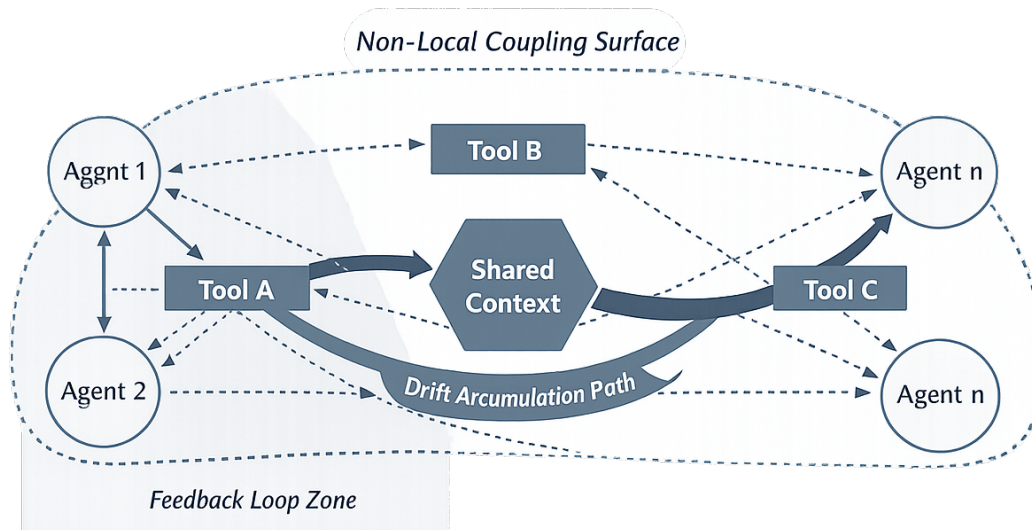 Non-Local Coupling Surface
Aggnt 1
Tool B
Agent n
Shared
Context
Tool A
Tool C
Agent 2
Drift Arcumulation Path
Agent n
Feedback Loop Zone